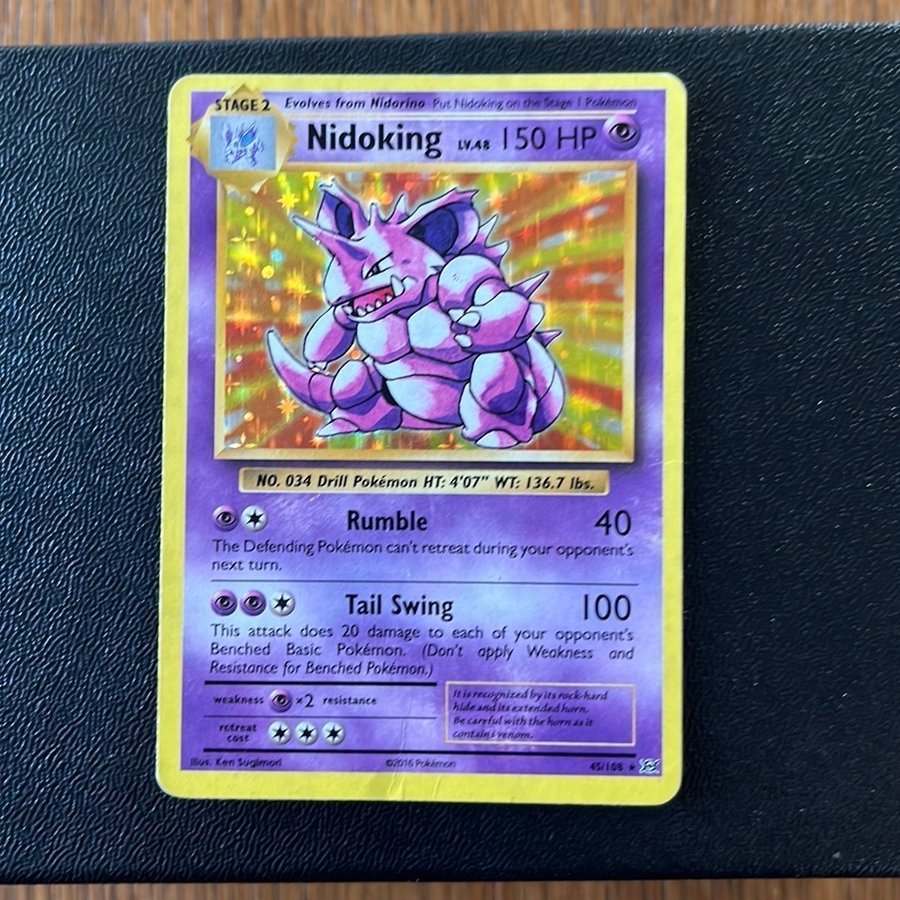 STAGE 2 Evolves from Nidorino Put Nidoking on the Stage 1 Pokémon
Nidoking LV.48 150 HP
NO. 034 Drill Pokémon HT: 4'07" WT: 136.7 lbs.
Rumble 40
The Defending Pokémon can't retreat during your opponent's
next turn.
Tail Swing 100
This attack does 20 damage to each of your opponent's
Benched Basic Pokémon. (Don't apply Weakness and
Resistance for Benched Pokémon.)
weakness ×2 resistance
retreat
cost
It is recognized by its rock-hard
hide and its extended horn.
Be careful with the horn as it
contains venom.
Illus. Ken Sugimori ©2016 Pokémon 45/108 ★